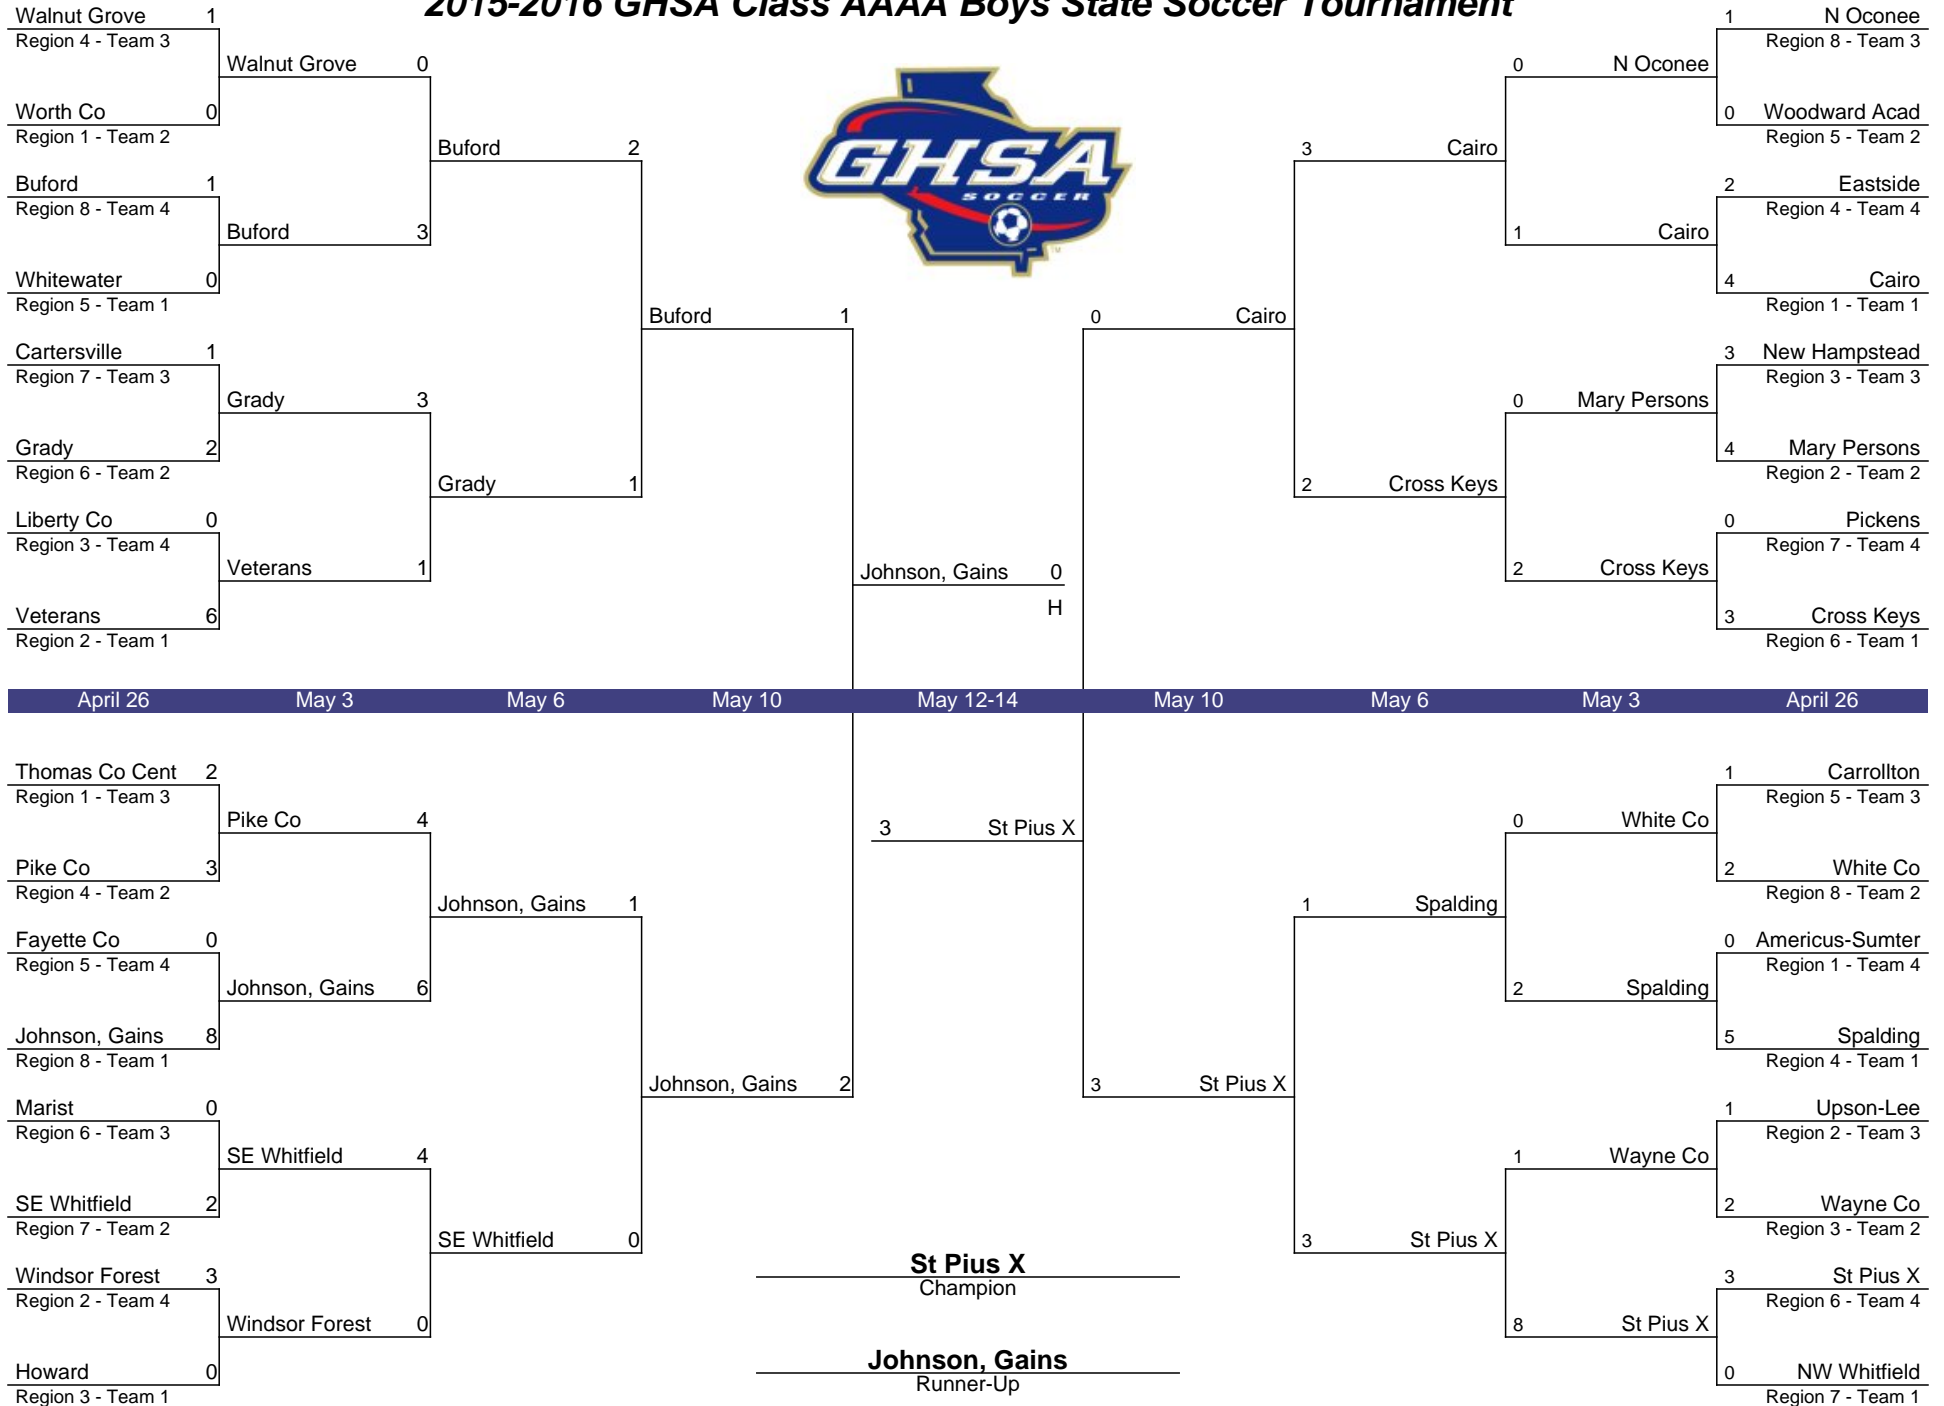 2015-2016 GHSA Class AAAA Boys State Soccer Tournament
GHSA
SOCCER
TM
Walnut Grove 1
Region 4 - Team 3
Worth Co 0
Region 1 - Team 2
Buford 1
Region 8 - Team 4
Whitewater 0
Region 5 - Team 1
Cartersville 1
Region 7 - Team 3
Grady 2
Region 6 - Team 2
Liberty Co 0
Region 3 - Team 4
Veterans 6
Region 2 - Team 1
Walnut Grove 0
Buford 3
Grady 3
Veterans 1
Buford 2
Grady 1
Buford 1
Johnson, Gains 0
H
0 Cairo
3 Cairo
2 Cross Keys
0 N Oconee
1 Cairo
0 Mary Persons
2 Cross Keys
1 N Oconee
Region 8 - Team 3
0 Woodward Acad
Region 5 - Team 2
2 Eastside
Region 4 - Team 4
4 Cairo
Region 1 - Team 1
3 New Hampstead
Region 3 - Team 3
4 Mary Persons
Region 2 - Team 2
0 Pickens
Region 7 - Team 4
3 Cross Keys
Region 6 - Team 1
April 26 May 3 May 6 May 10 May 12-14 May 10 May 6 May 3 April 26
Thomas Co Cent 2
Region 1 - Team 3
Pike Co 3
Region 4 - Team 2
Fayette Co 0
Region 5 - Team 4
Johnson, Gains 8
Region 8 - Team 1
Marist 0
Region 6 - Team 3
SE Whitfield 2
Region 7 - Team 2
Windsor Forest 3
Region 2 - Team 4
Howard 0
Region 3 - Team 1
Pike Co 4
Johnson, Gains 6
SE Whitfield 4
Windsor Forest 0
Johnson, Gains 1
SE Whitfield 0
Johnson, Gains 2
3 St Pius X
3 St Pius X
1 Spalding
3 St Pius X
0 White Co
2 Spalding
1 Wayne Co
8 St Pius X
1 Carrollton
Region 5 - Team 3
2 White Co
Region 8 - Team 2
0 Americus-Sumter
Region 1 - Team 4
5 Spalding
Region 4 - Team 1
1 Upson-Lee
Region 2 - Team 3
2 Wayne Co
Region 3 - Team 2
3 St Pius X
Region 6 - Team 4
0 NW Whitfield
Region 7 - Team 1
St Pius X
Champion
Johnson, Gains
Runner-Up